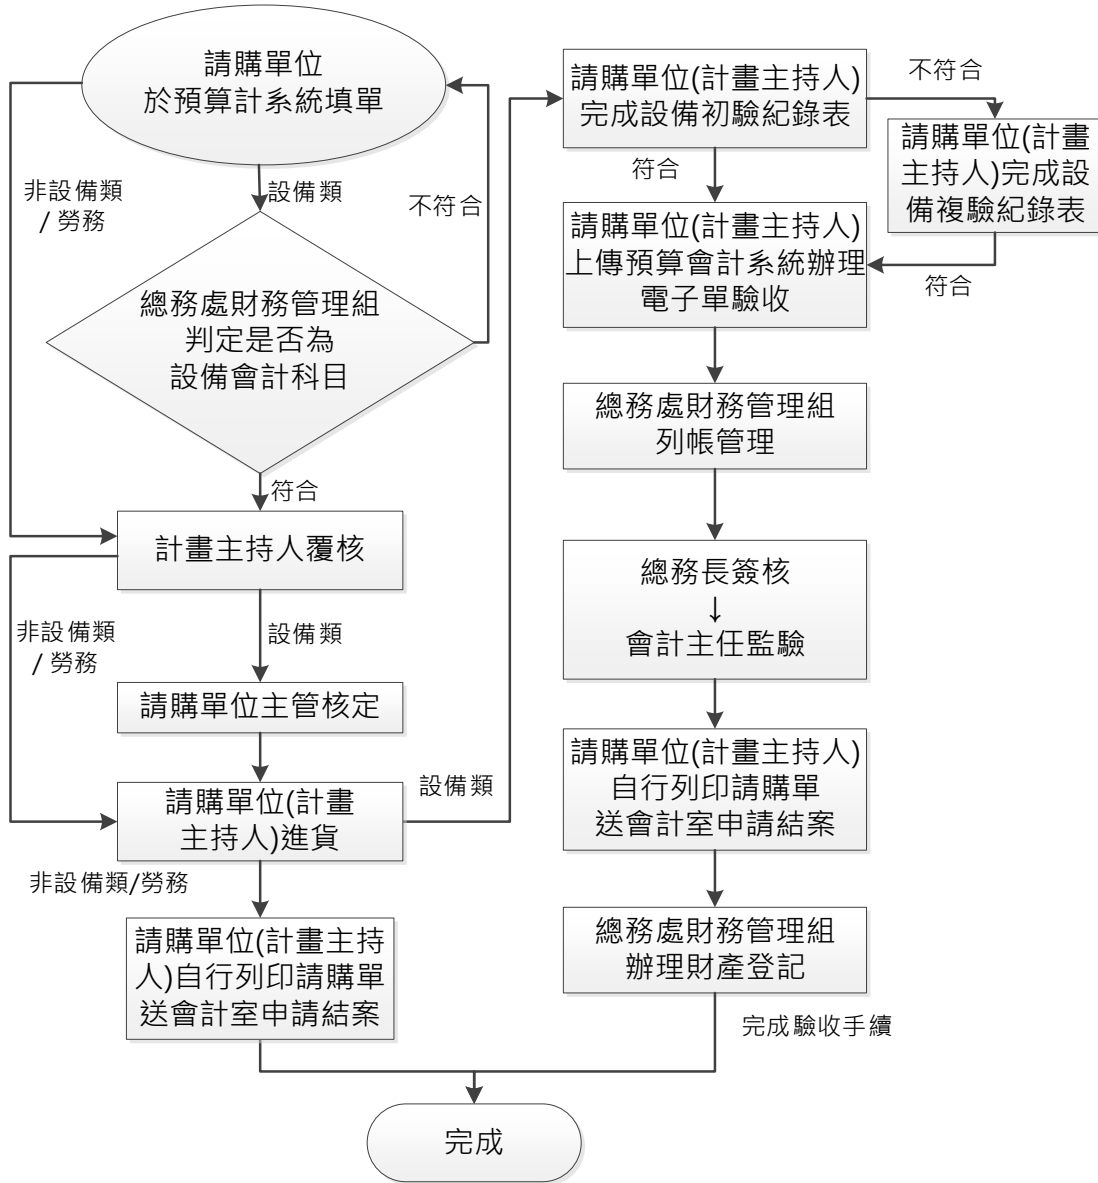 請購單位
於預算計系統填單
非設備類
/ 勞務
設備類
不符合
總務處財務管理組
判定是否為
設備會計科目
符合
計畫主持人覆核
非設備類
/ 勞務
設備類
請購單位主管核定
請購單位(計畫
主持人)進貨
設備類
非設備類/勞務
請購單位(計畫主持
人)自行列印請購單
送會計室申請結案
請購單位(計畫主持人)
完成設備初驗紀錄表
不符合
請購單位(計畫
主持人)完成設
備複驗紀錄表
符合
符合
請購單位(計畫主持人)
上傳預算會計系統辦理
電子單驗收
總務處財務管理組
列帳管理
總務長簽核
↓
會計主任監驗
請購單位(計畫主持人)
自行列印請購單
送會計室申請結案
總務處財務管理組
辦理財產登記
完成驗收手續
完成